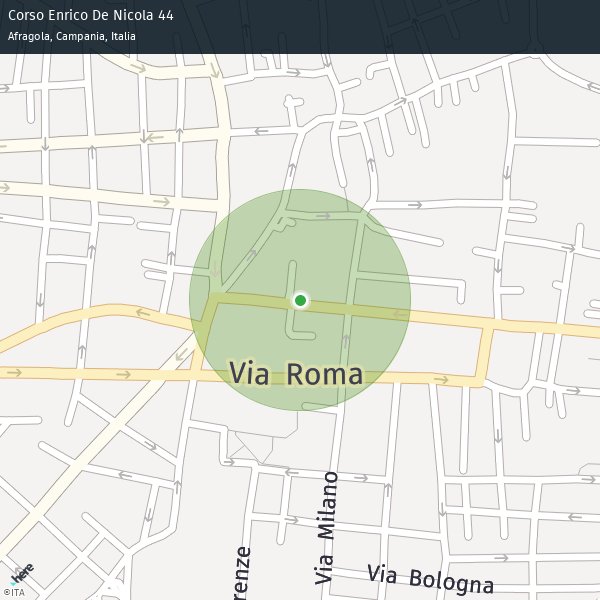 Corso Enrico De Nicola 44
Afragola, Campania, Italia
Via Roma
Via Milano
renze
Via Bologna
here
©ITA